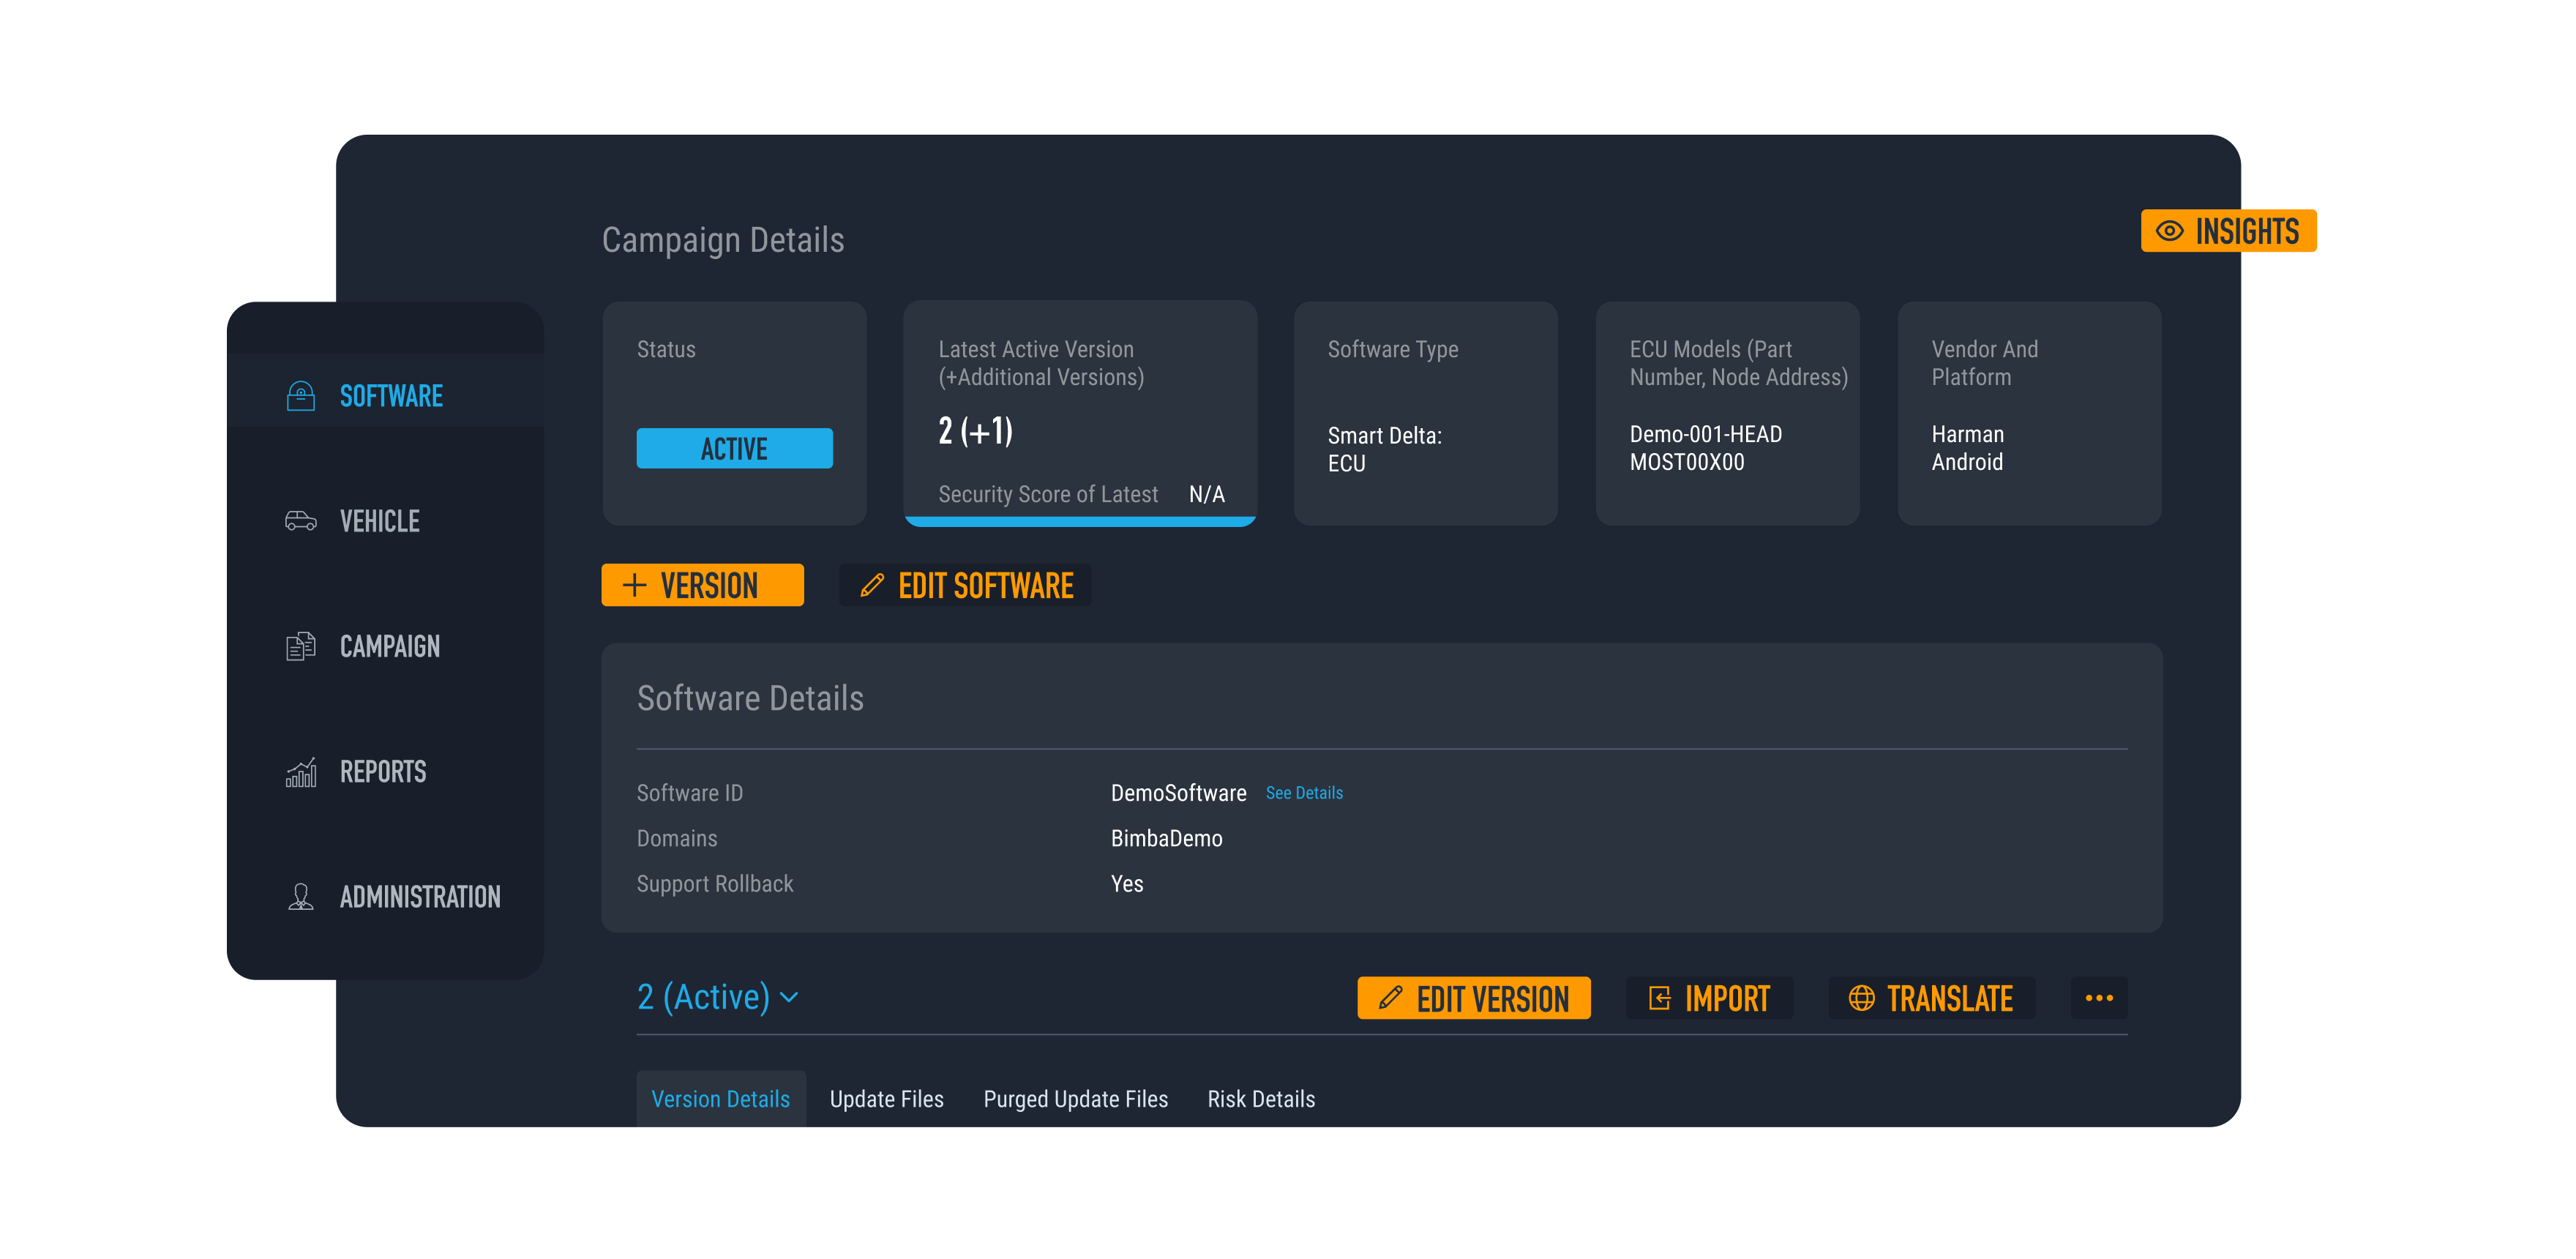 Campaign Details
INSIGHTS
SOFTWARE
VEHICLE
CAMPAIGN
REPORTS
ADMINISTRATION
Status
ACTIVE
Latest Active Version
(+Additional Versions)
2 (+1)
Security Score of Latest N/A
Software Type
Smart Delta:
ECU
ECU Models (Part
Number, Node Address)
Demo-001-HEAD
MOST00X00
Vendor And
Platform
Harman
Android
+ VERSION
EDIT SOFTWARE
Software Details
Software ID DemoSoftware See Details
Domains BimbaDemo
Support Rollback Yes
2 (Active)
EDIT VERSION
IMPORT
TRANSLATE
Version Details Update Files Purged Update Files Risk Details